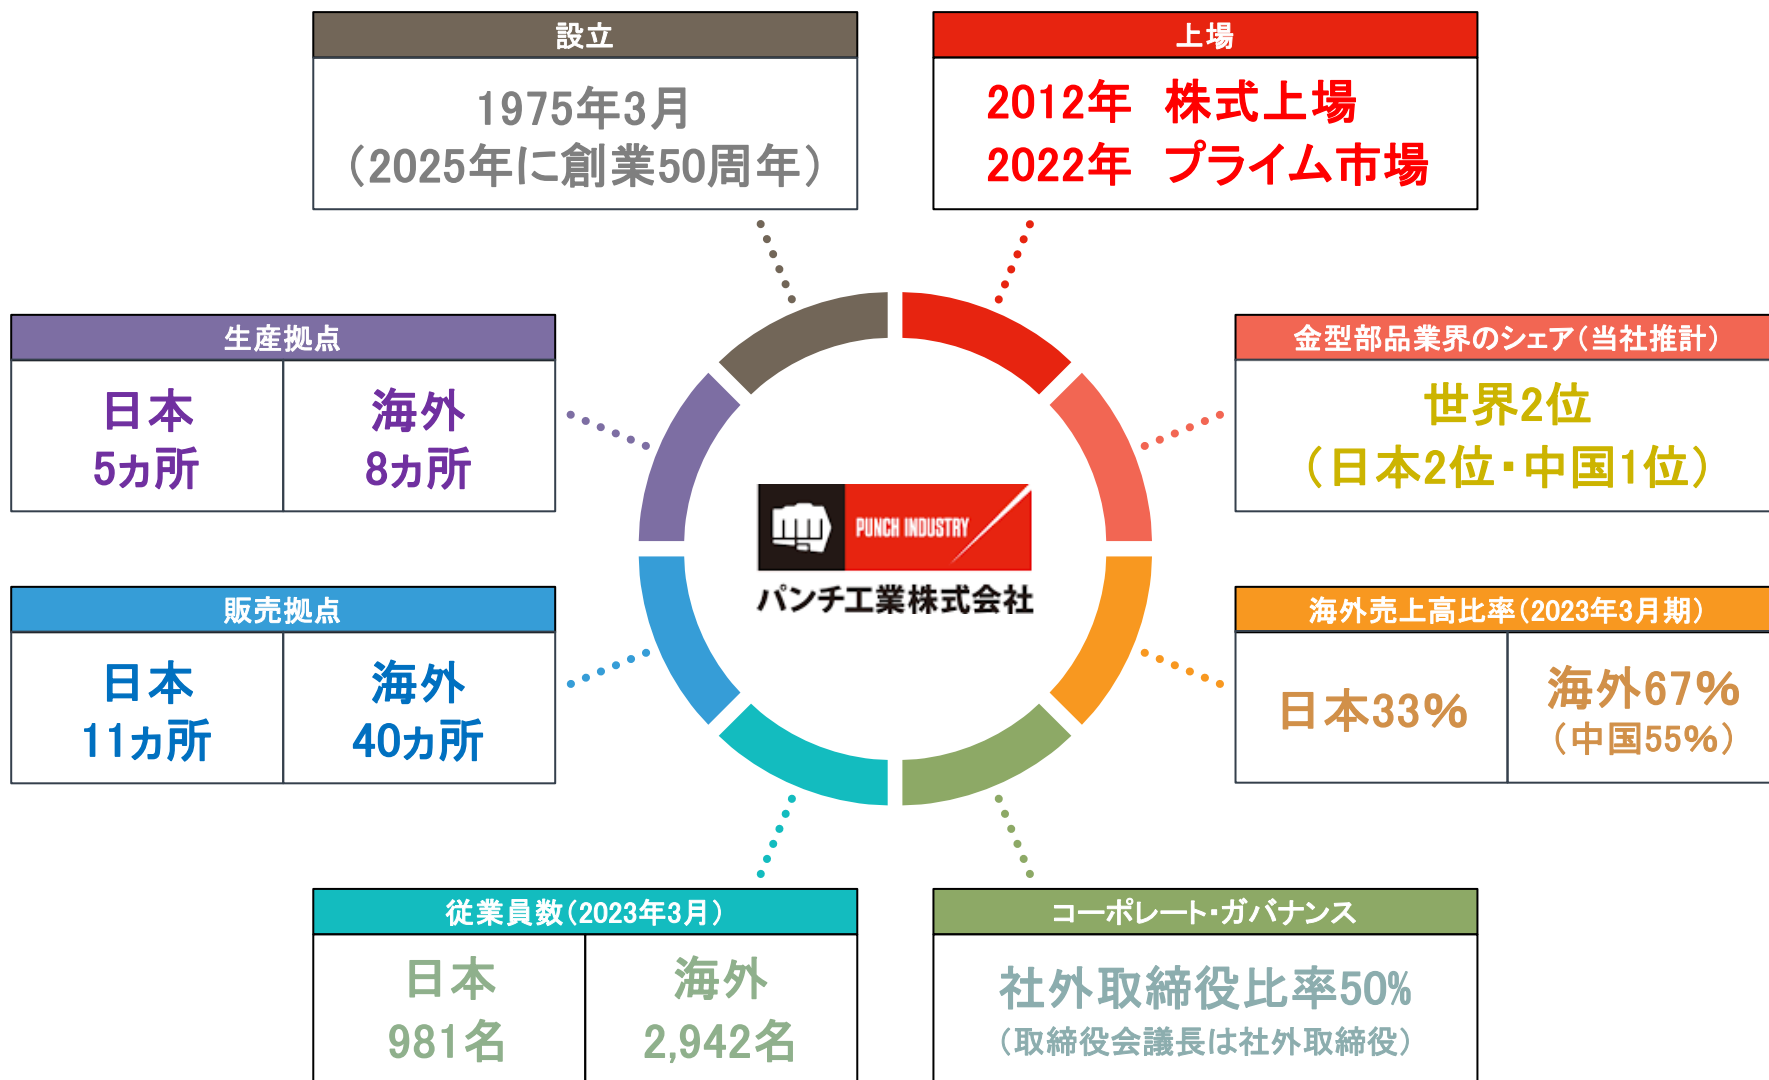 設立
1975年3月
（2025年に創業50周年）
上場
2012年　株式上場
2022年　プライム市場
生産拠点
日本
5ヵ所
海外
8ヵ所
金型部品業界のシェア（当社推計）
世界2位
（日本2位・中国1位）
PUNCH INDUSTRY
パンチ工業株式会社
販売拠点
日本
11ヵ所
海外
40ヵ所
海外売上高比率（2023年3月期）
日本33%
海外67%
（中国55%）
従業員数（2023年3月）
日本
981名
海外
2,942名
コーポレート・ガバナンス
社外取締役比率50%
（取締役会議長は社外取締役）